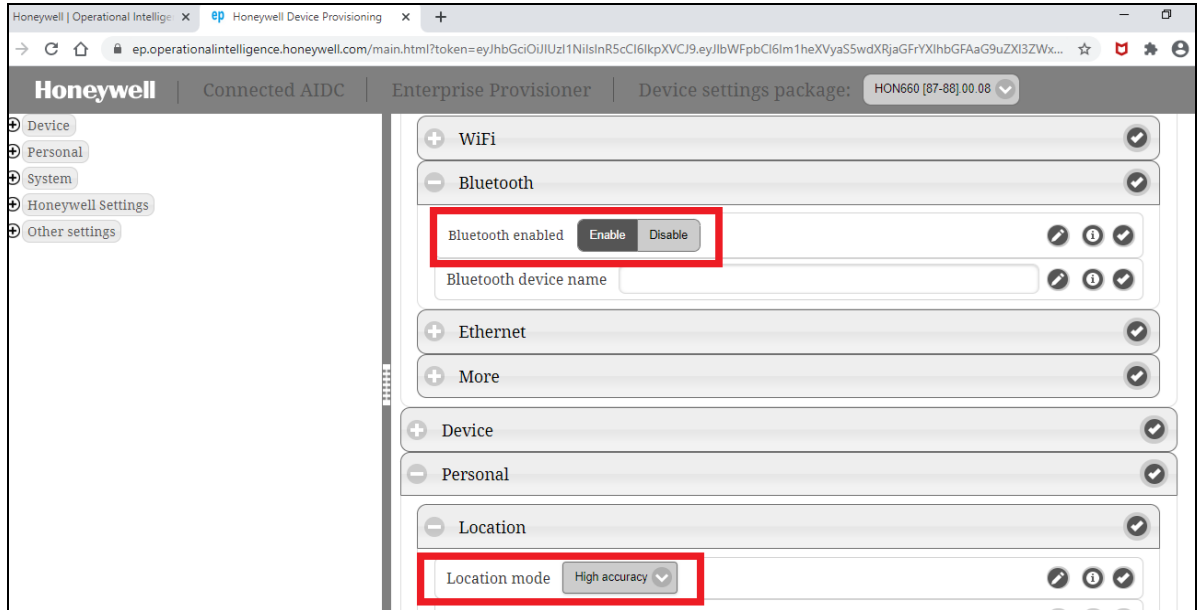 Honeywell | Operational Intellige
ep Honeywell Device Provisioning
ep.operationalintelligence.honeywell.com/main.html?token=eyJhbGciOiJIUzI1NiIsInR5cCI6IkpXVCJ9.eyJlbWFpbCI6Im1heXVyaS5wdXRjaGFrYXlhbGFAaG9uZXl3ZWx...
Honeywell | Connected AIDC | Enterprise Provisioner | Device settings package: HON660 [87-88].00.08
Device
Personal
System
Honeywell Settings
Other settings
WiFi
Bluetooth
Bluetooth enabled Enable Disable
Bluetooth device name
Ethernet
More
Device
Personal
Location
Location mode High accuracy